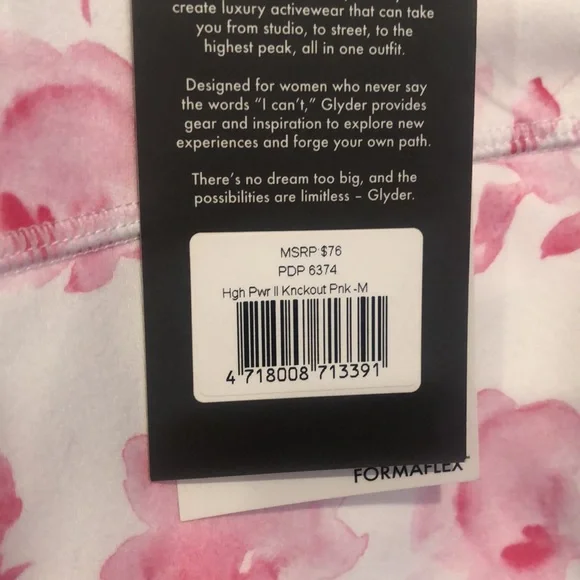 create luxury activewear that can take
you from studio, to street, to the
highest peak, all in one outfit.
Designed for women who never say
the words "I can't," Glyder provides
gear and inspiration to explore new
experiences and forge your own path.
There's no dream too big, and the
possibilities are limitless – Glyder.
MSRP $76
PDP 6374
Hgh Pwr II Knckout Pnk -M
4 718008 713391
FORMAFLEX™